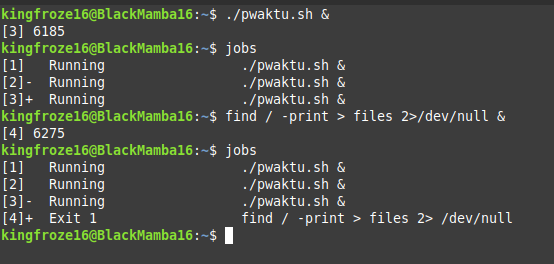 kingfroze16@BlackMamba16:~$ ./pwaktu.sh &
[3] 6185
kingfroze16@BlackMamba16:~$ jobs
[1]   Running                 ./pwaktu.sh &
[2]-  Running                 ./pwaktu.sh &
[3]+  Running                 ./pwaktu.sh &
kingfroze16@BlackMamba16:~$ find / -print > files 2>/dev/null &
[4] 6275
kingfroze16@BlackMamba16:~$ jobs
[1]   Running                 ./pwaktu.sh &
[2]   Running                 ./pwaktu.sh &
[3]-  Running                 ./pwaktu.sh &
[4]+  Exit 1                  find / -print > files 2> /dev/null
kingfroze16@BlackMamba16:~$